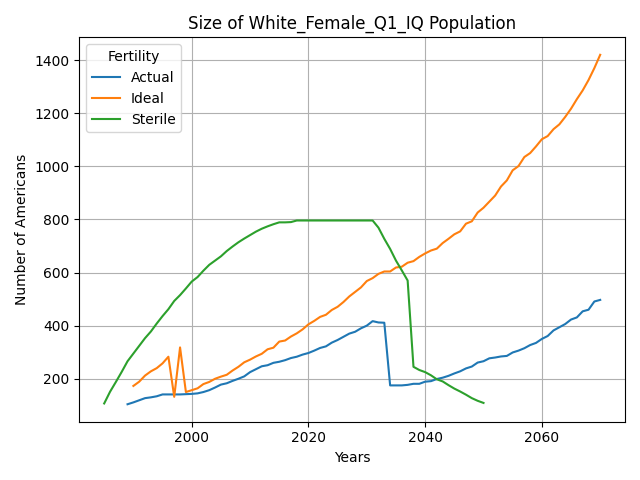 Size of White_Female_Q1_IQ Population
Fertility
Actual
Ideal
Sterile
Number of Americans
1400
1200
1000
800
600
400
200
2000
2020
2040
2060
Years